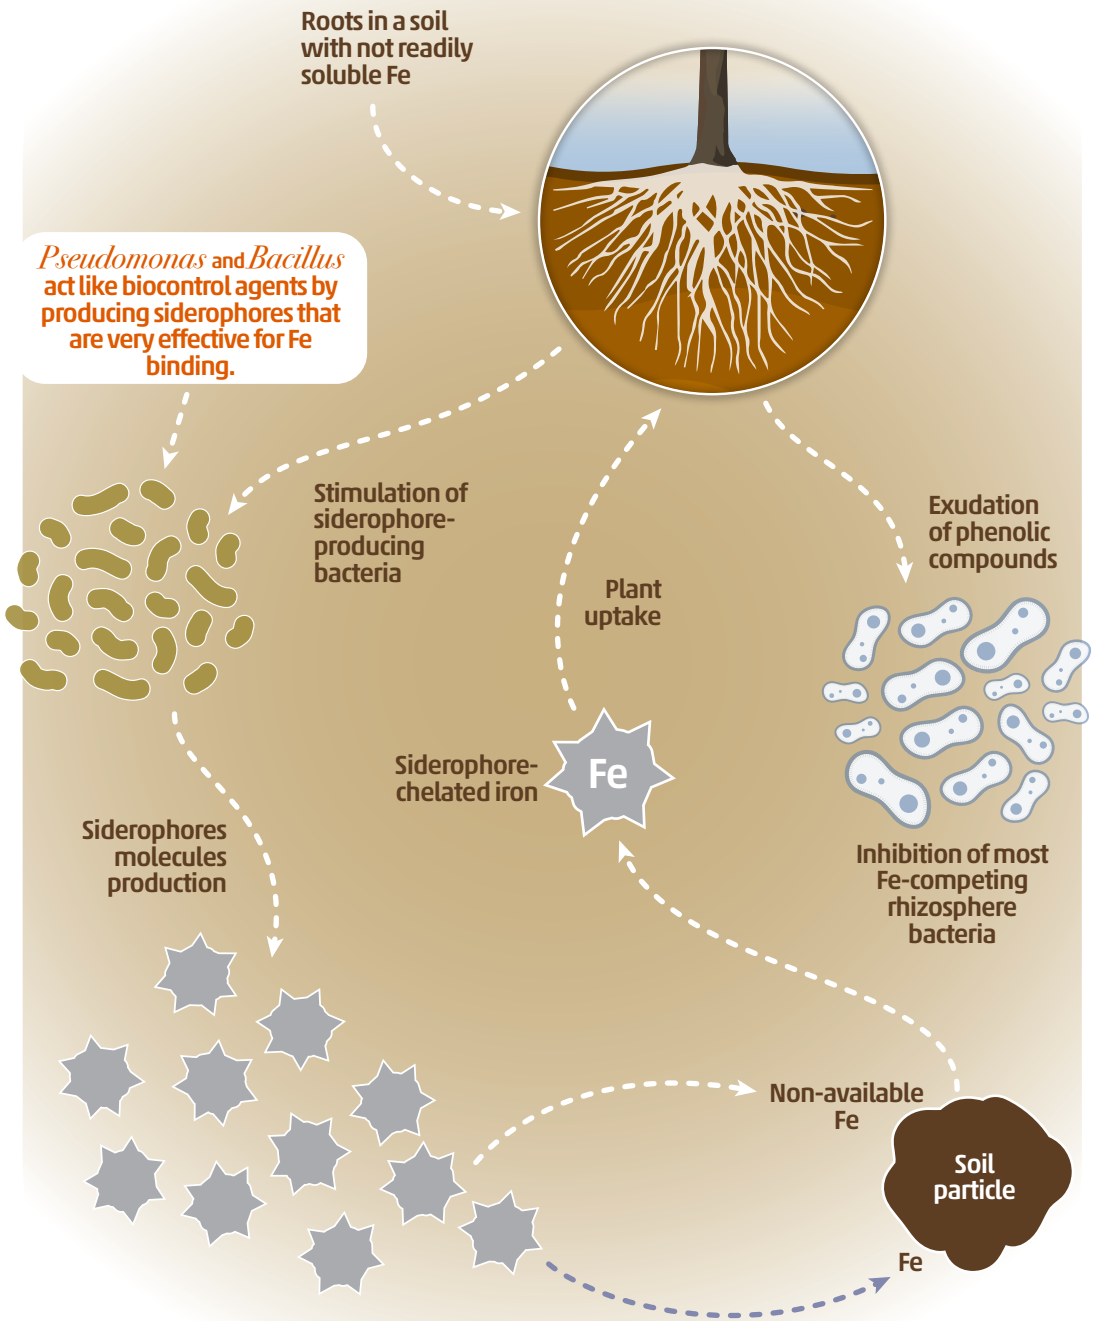 Roots in a soil
with not readily
soluble Fe
Pseudomonas and Bacillus
act like biocontrol agents by
producing siderophores that
are very effective for Fe
binding.
Stimulation of
siderophore-
producing
bacteria
Exudation
of phenolic
compounds
Plant
uptake
Siderophore-
chelated iron
Fe
Siderophores
molecules
production
Inhibition of most
Fe-competing
rhizosphere
bacteria
Non-available
Fe
Soil
particle
Fe